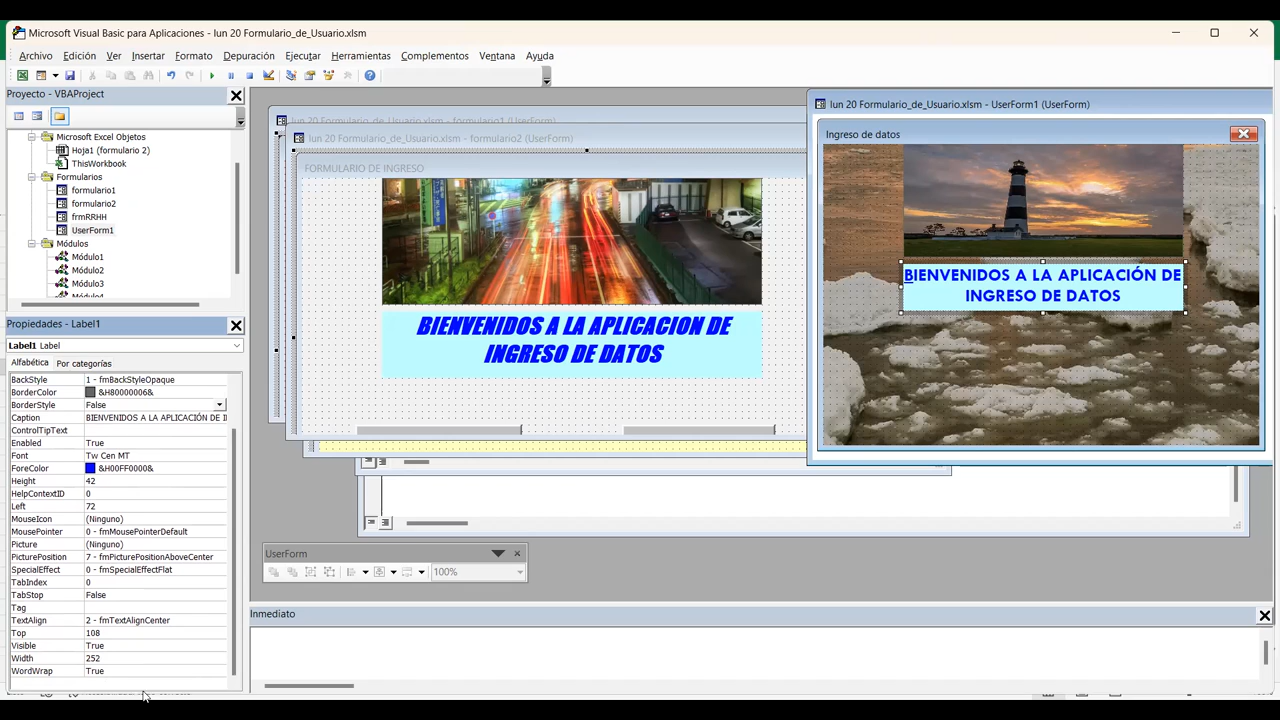 Microsoft Visual Basic para Aplicaciones - lun 20 Formulario_de_Usuario.xlsm
Archivo Edición Ver Insertar Formato Depuración Ejecutar Herramientas Complementos Ventana Ayuda
Proyecto - VBAProject
Microsoft Excel Objetos
Hoja1 (formulario 2)
ThisWorkbook
Formularios
formulario1
formulario2
frmRRHH
UserForm1
Módulos
Módulo1
Módulo2
Módulo3
Módulo4
Propiedades - Label1
Label1 Label
Alfabética Por categorías
BackStyle 1 - fmBackStyleOpaque
BorderColor &H80000006&
BorderStyle False
Caption BIENVENIDOS A LA APLICACIÓN DE II
ControlTipText
Enabled True
Font Tw Cen MT
ForeColor &H00FF0000&
Height 42
HelpContextID 0
Left 72
MouseIcon (Ninguno)
MousePointer 0 - fmMousePointerDefault
Picture (Ninguno)
PicturePosition 7 - fmPicturePositionAboveCenter
SpecialEffect 0 - fmSpecialEffectFlat
TabIndex 0
TabStop False
Tag
TextAlign 2 - fmTextAlignCenter
Top 108
Visible True
Width 252
WordWrap True
lun 20 Formulario_de_Usuario.xlsm - formulario1 (UserForm)
lun 20 Formulario_de_Usuario.xlsm - formulario2 (UserForm)
FORMULARIO DE INGRESO
BIENVENIDOS A LA APLICACION DE
INGRESO DE DATOS
lun 20 Formulario_de_Usuario.xlsm - UserForm1 (UserForm)
Ingreso de datos
BIENVENIDOS A LA APLICACIÓN DE
INGRESO DE DATOS
UserForm
100%
Inmediato